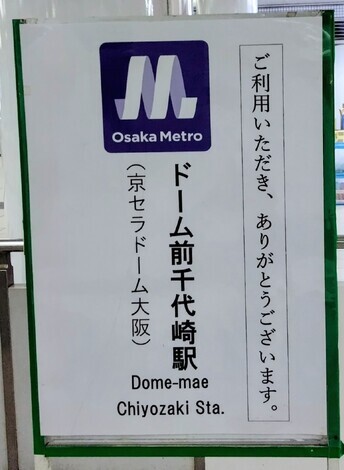 Osaka Metro
ご利用いただき、ありがとうございます。
ドーム前千代崎駅
（京セラドーム大阪）
Dome-mae
Chiyozaki Sta.